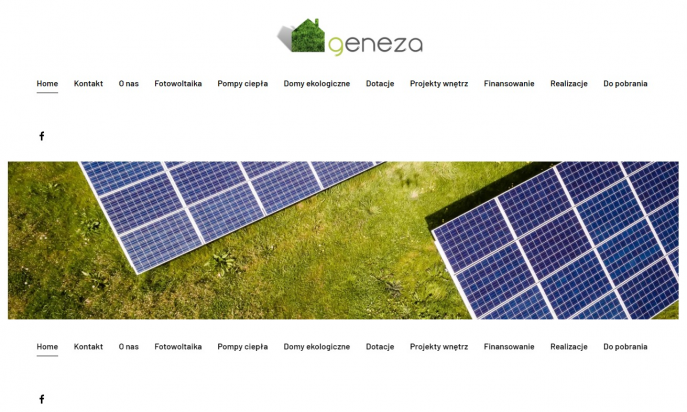 geneza
Home Kontakt O nas Fotowoltaika Pompy ciepła Domy ekologiczne Dotacje Projekty wnętrz Finansowanie Realizacje Do pobrania
Home Kontakt O nas Fotowoltaika Pompy ciepła Domy ekologiczne Dotacje Projekty wnętrz Finansowanie Realizacje Do pobrania